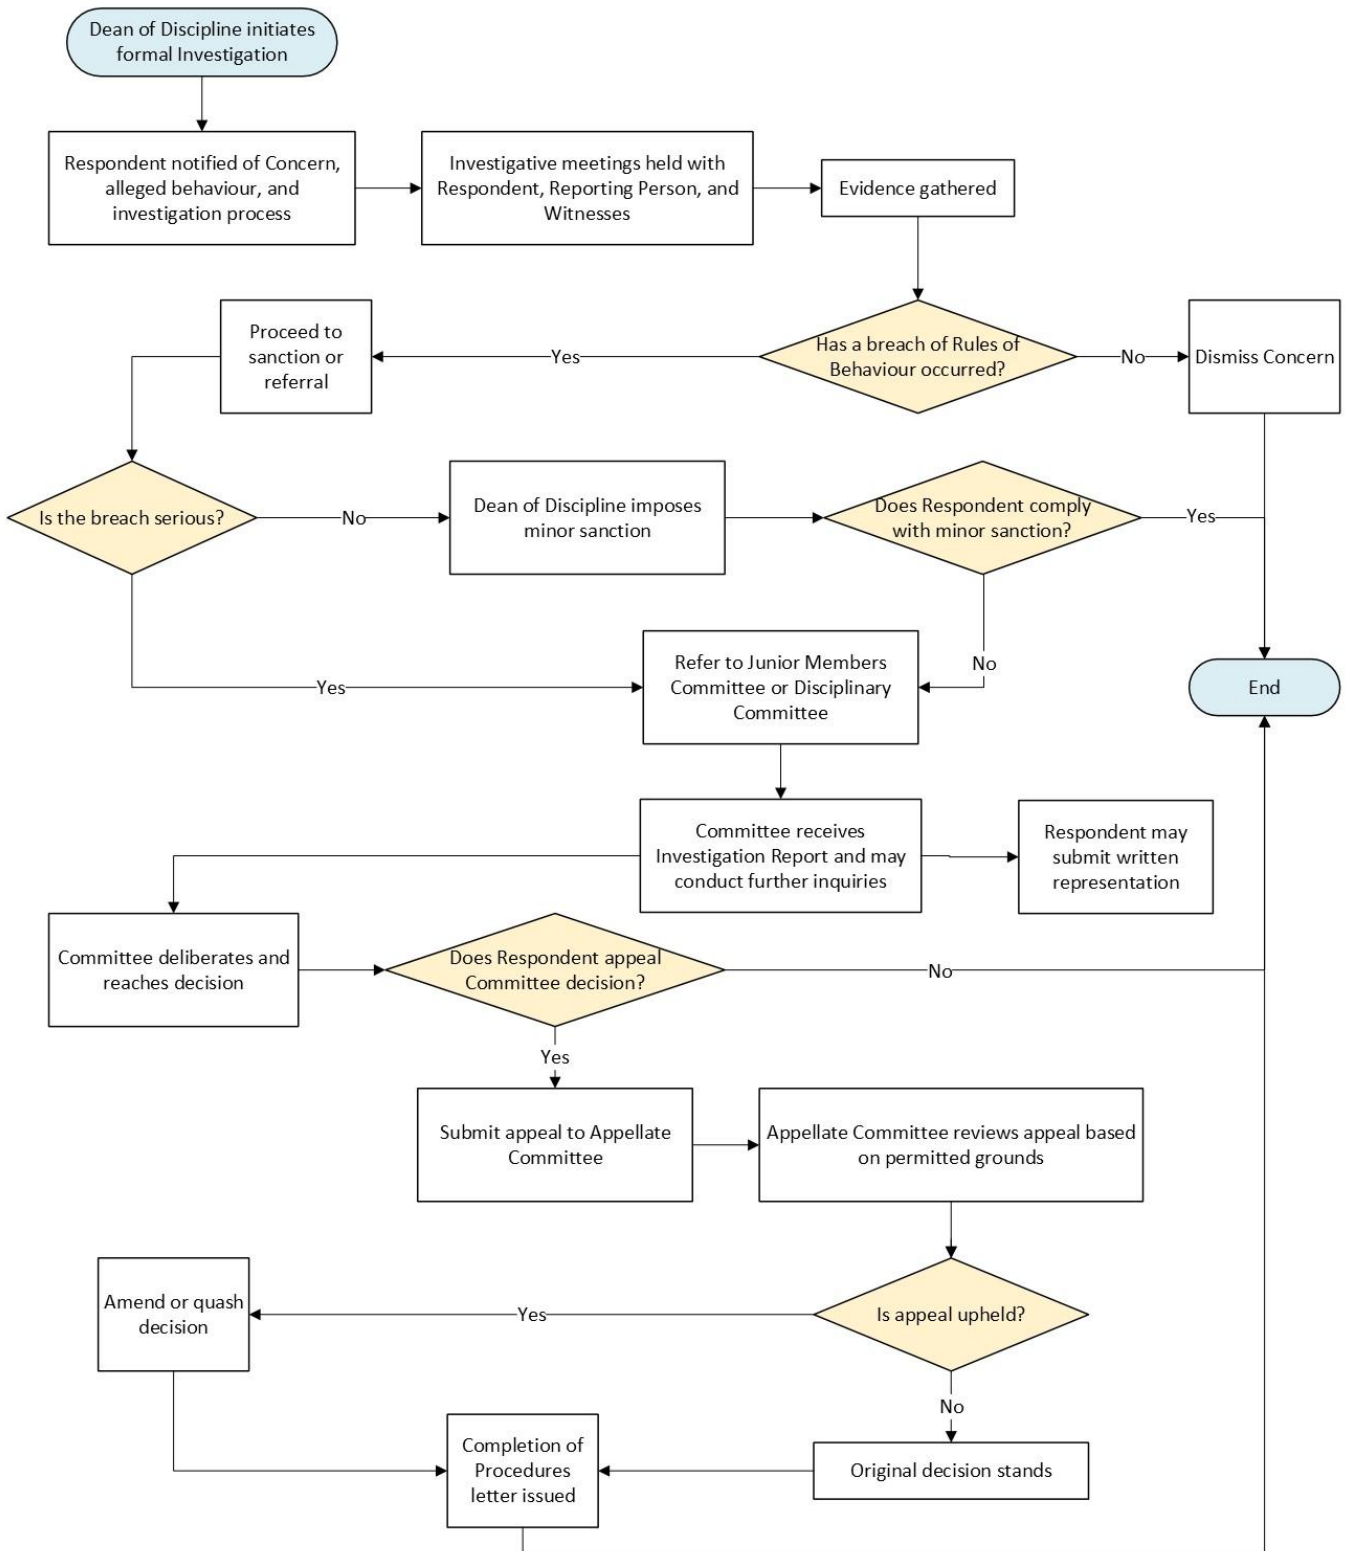 Dean of Discipline initiates
formal Investigation
Respondent notified of Concern,
alleged behaviour, and
investigation process
Investigative meetings held with
Respondent, Reporting Person, and
Witnesses
Evidence gathered
Has a breach of Rules of
Behaviour occurred?
Yes
No
Proceed to
sanction or
referral
Dismiss Concern
Is the breach serious?
No
Dean of Discipline imposes
minor sanction
Does Respondent comply
with minor sanction?
Yes
No
Yes
Refer to Junior Members
Committee or Disciplinary
Committee
End
Committee receives
Investigation Report and may
conduct further inquiries
Respondent may
submit written
representation
Committee deliberates and
reaches decision
Does Respondent appeal
Committee decision?
No
Yes
Submit appeal to Appellate
Committee
Appellate Committee reviews appeal based
on permitted grounds
Is appeal upheld?
Yes
Amend or quash
decision
No
Original decision stands
Completion of
Procedures
letter issued